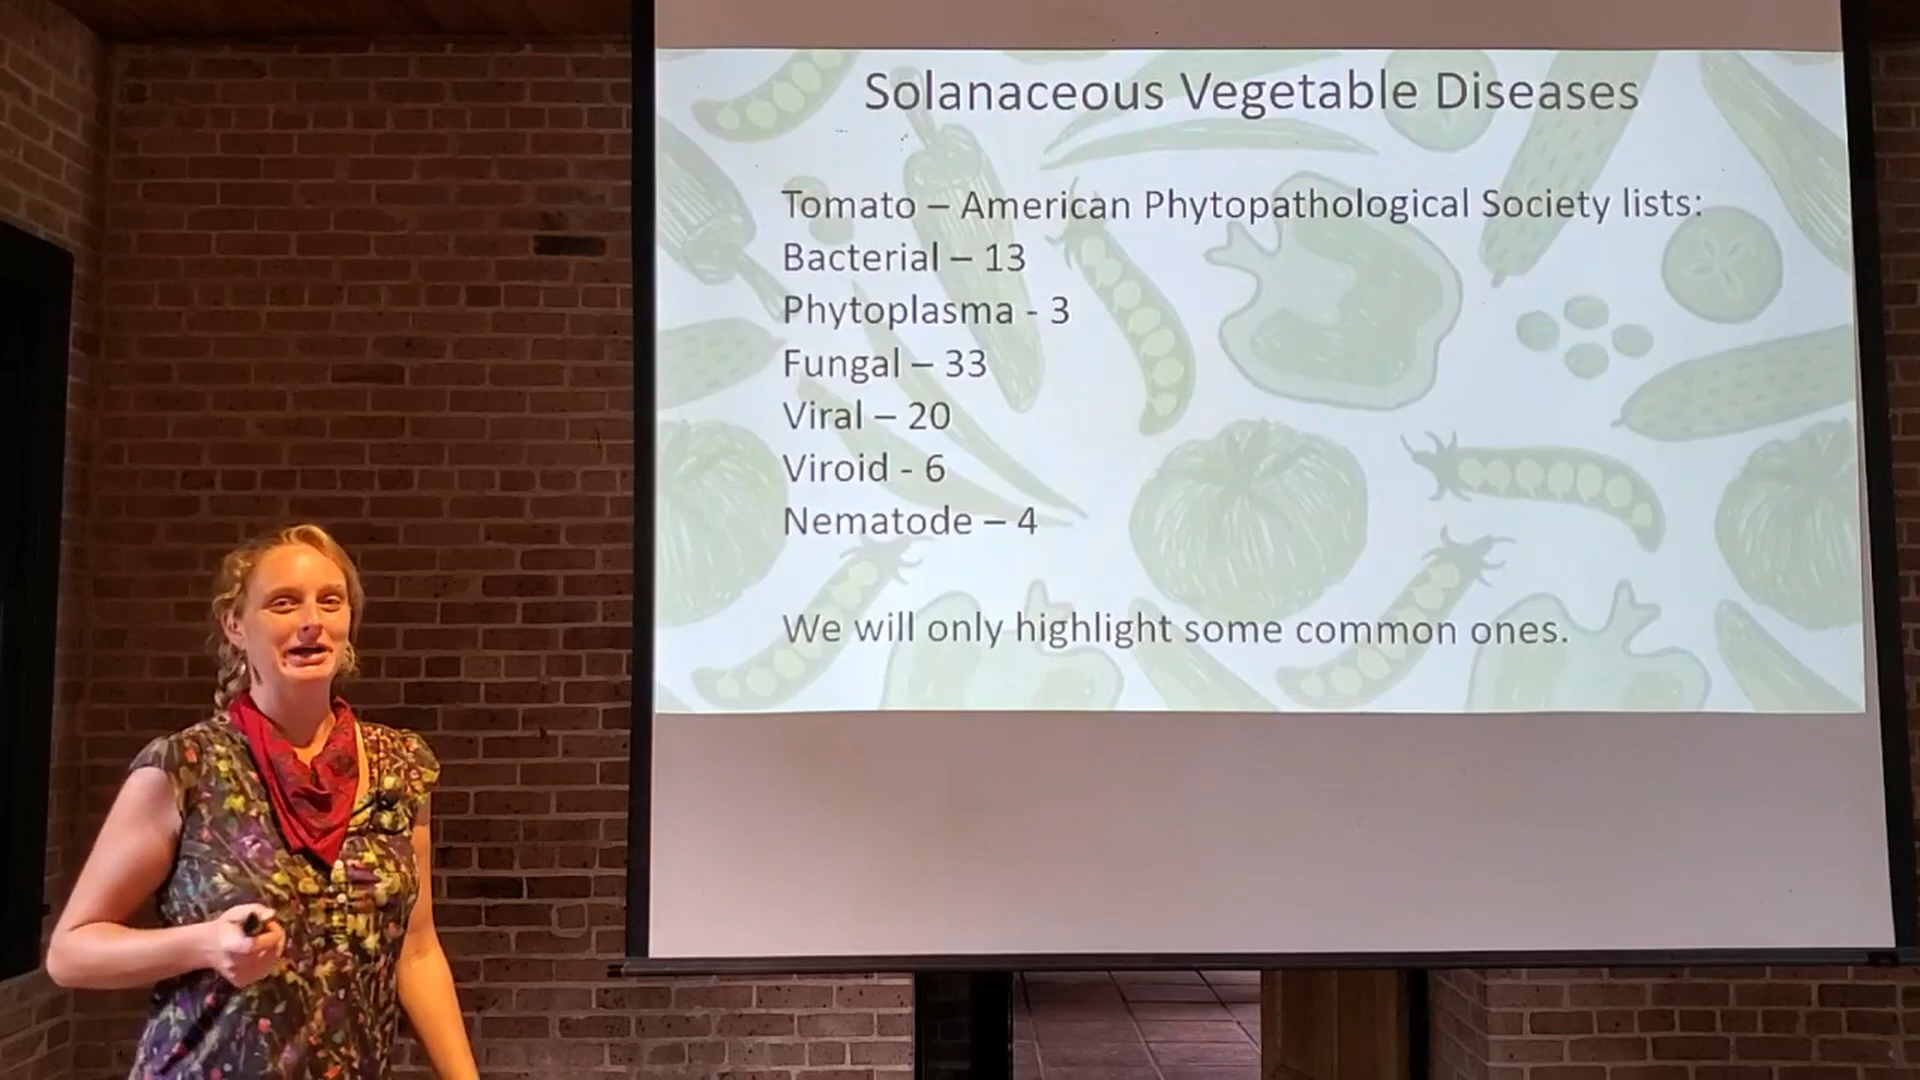 Solanaceous Vegetable Diseases
Tomato – American Phytopathological Society lists:
Bacterial – 13
Phytoplasma - 3
Fungal – 33
Viral – 20
Viroid - 6
Nematode – 4
We will only highlight some common ones.